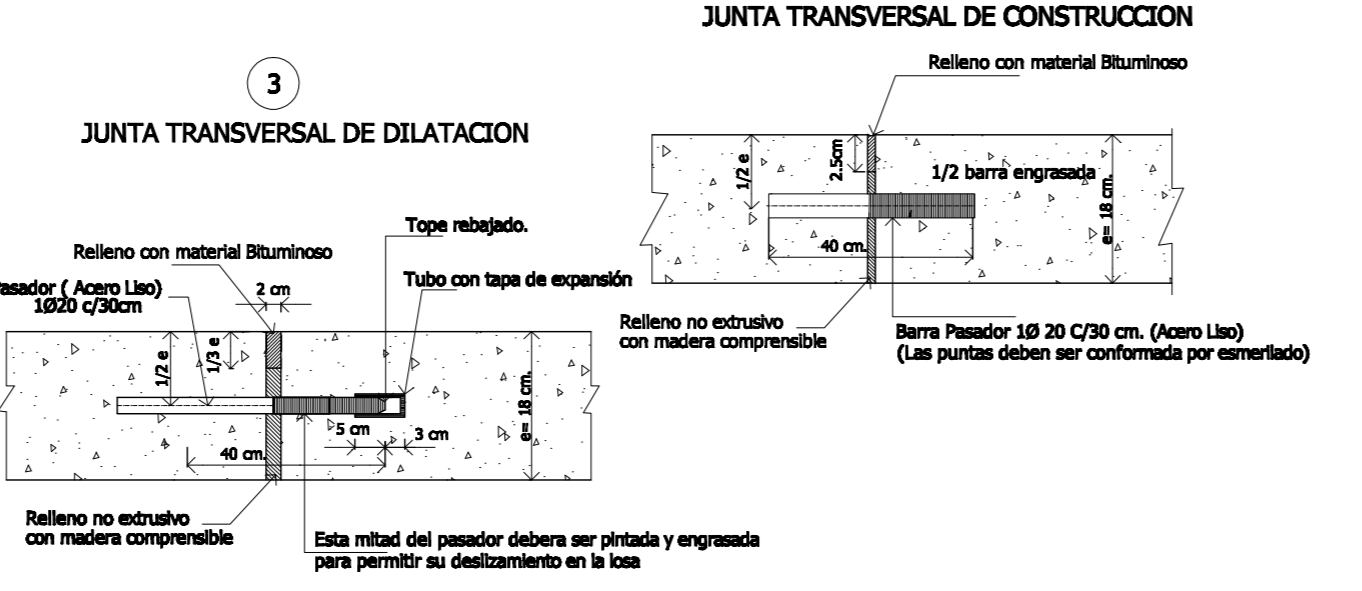 JUNTA TRANSVERSAL DE CONSTRUCCION
Relleno con material Bituminoso
1/2 e
2.5cm
1/2 barra engrasada
40 cm.
e= 18 cm.
Relleno no extrusivo
con madera comprensible
Barra Pasador 1Ø 20 C/30 cm. (Acero Liso)
(Las puntas deben ser conformada por esmerilado)
3
JUNTA TRANSVERSAL DE DILATACION
Tope rebajado.
Relleno con material Bituminoso
Tubo con tapa de expansión
asador ( Acero Liso)
1Ø20 c/30cm
2 cm
1/2 e
1/3 e
5 cm
3 cm
40 cm.
e= 18 cm.
Relleno no extrusivo
con madera comprensible
Esta mitad del pasador debera ser pintada y engrasada
para permitir su deslizamiento en la losa